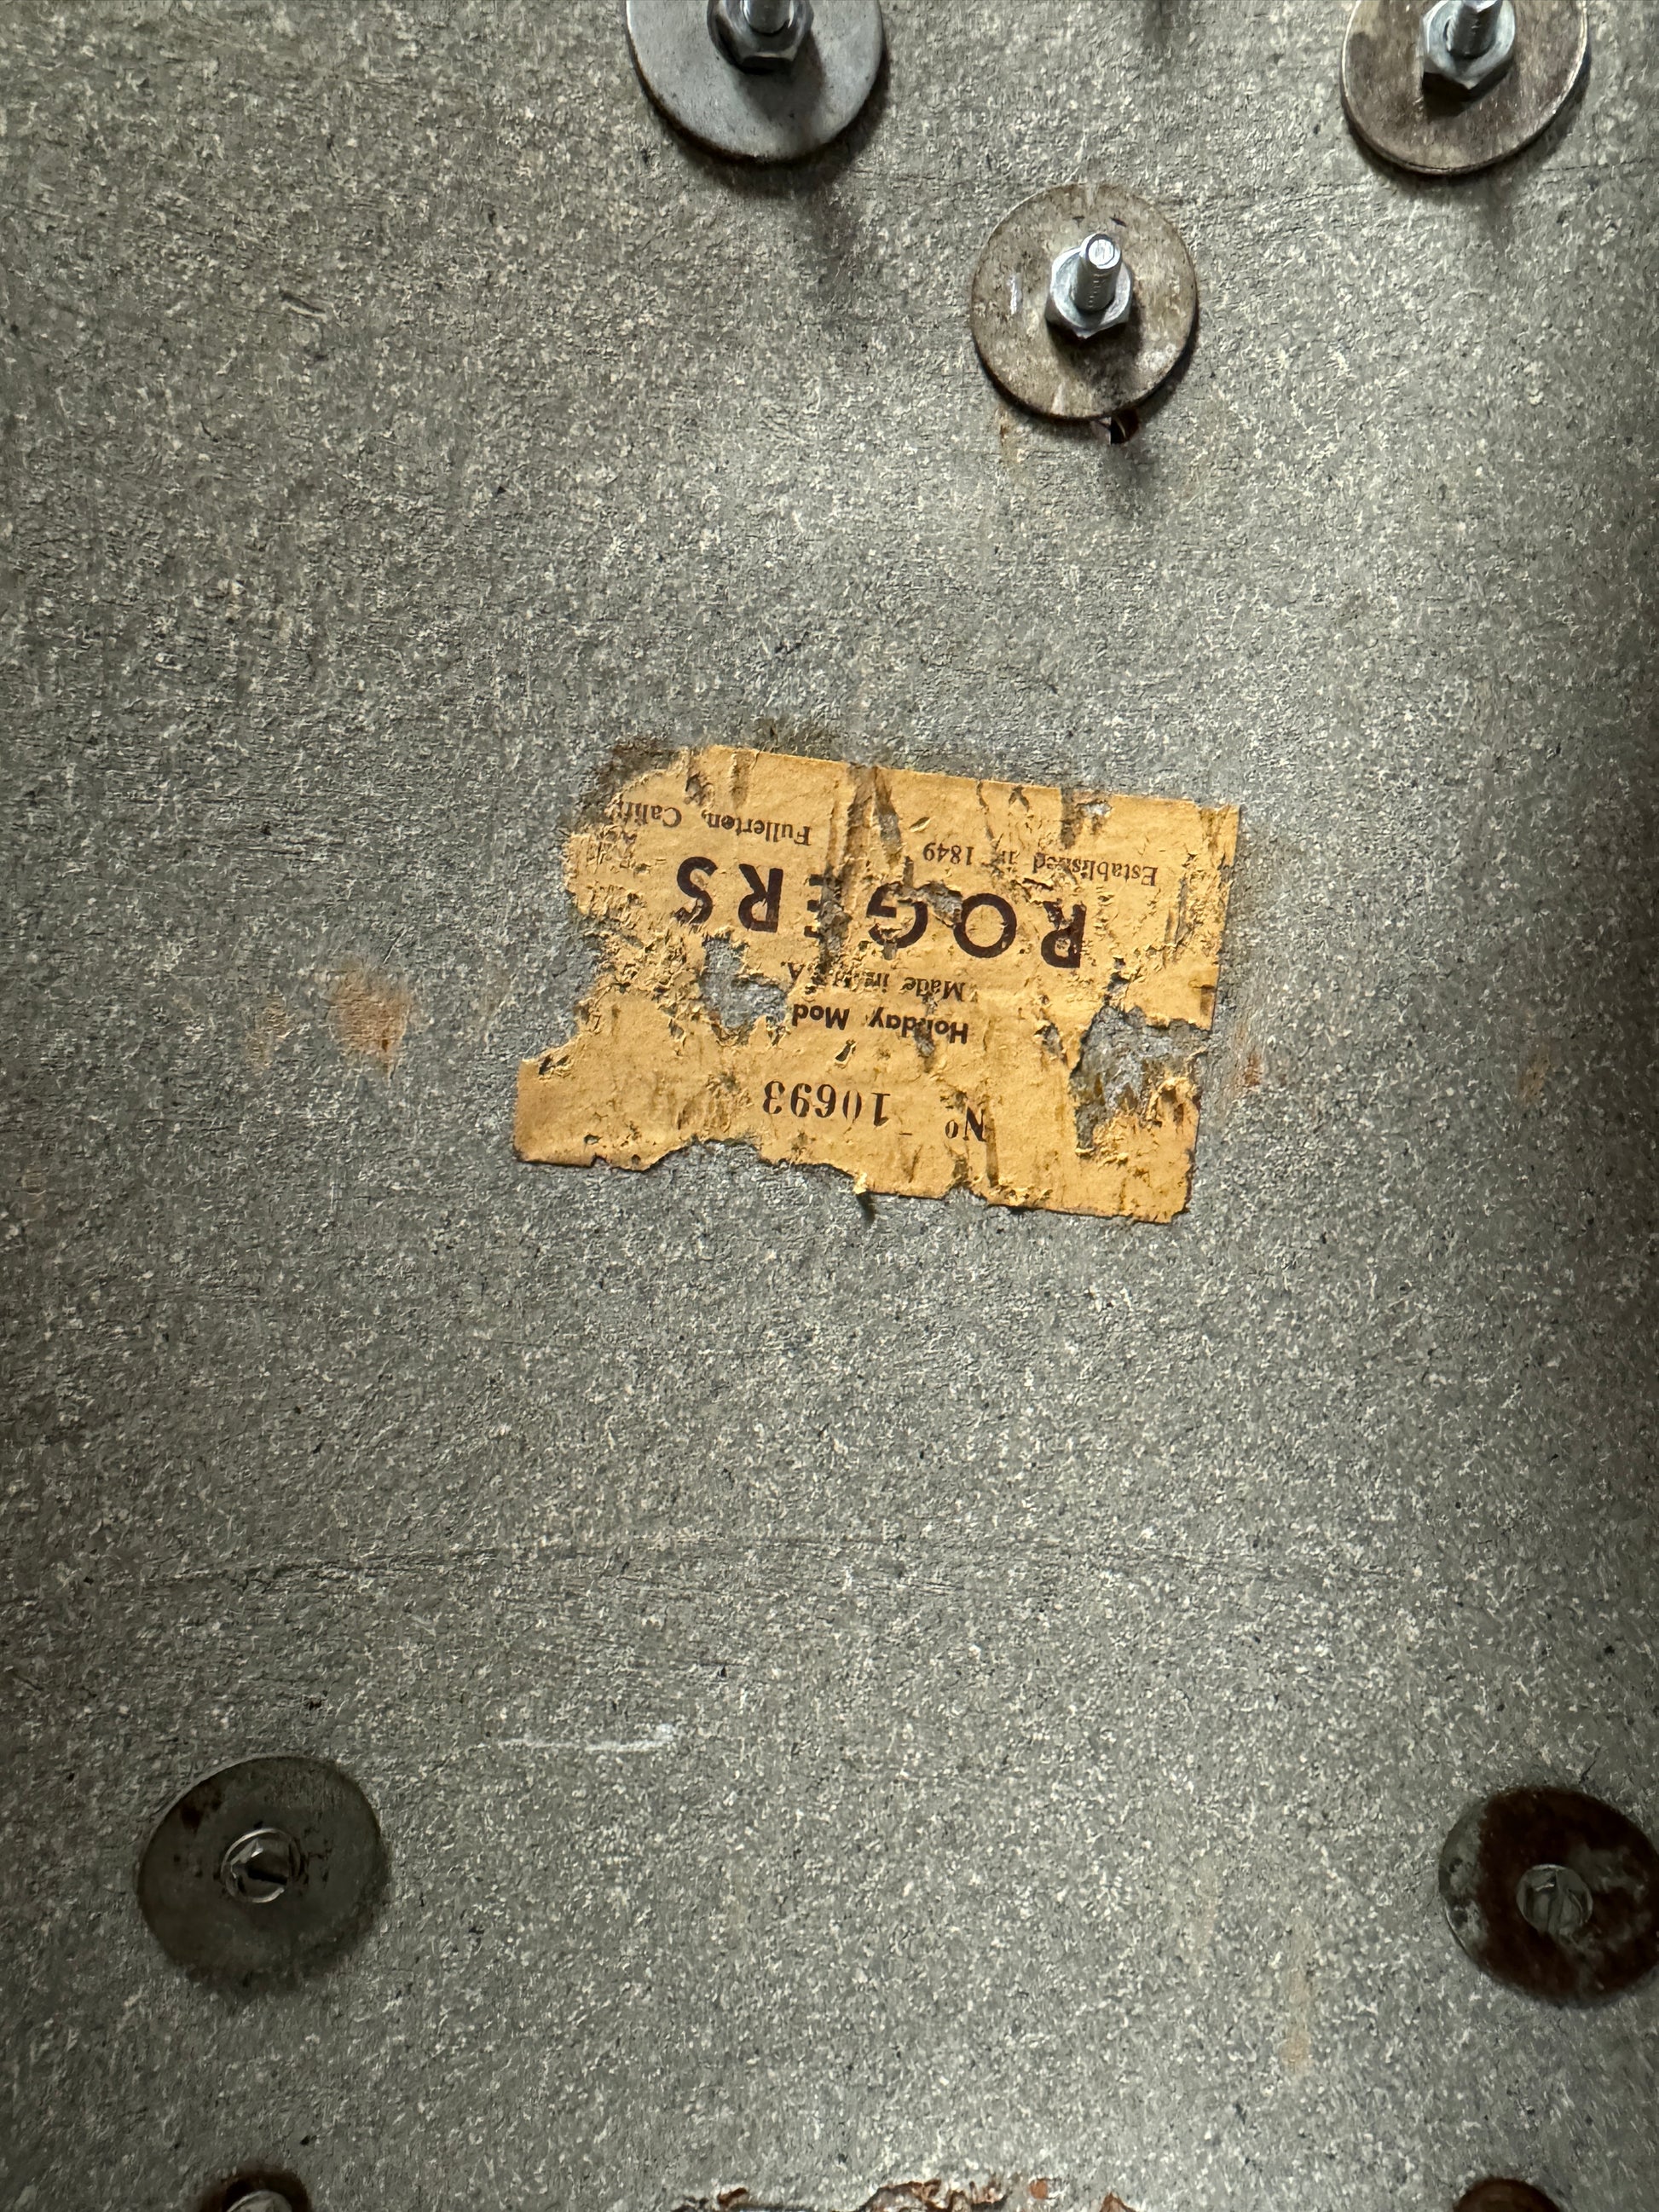 Nº 10693
Holiday Mod
Made in U.S.A.
ROGERS
Established in 1849
Fullerton, Calif.